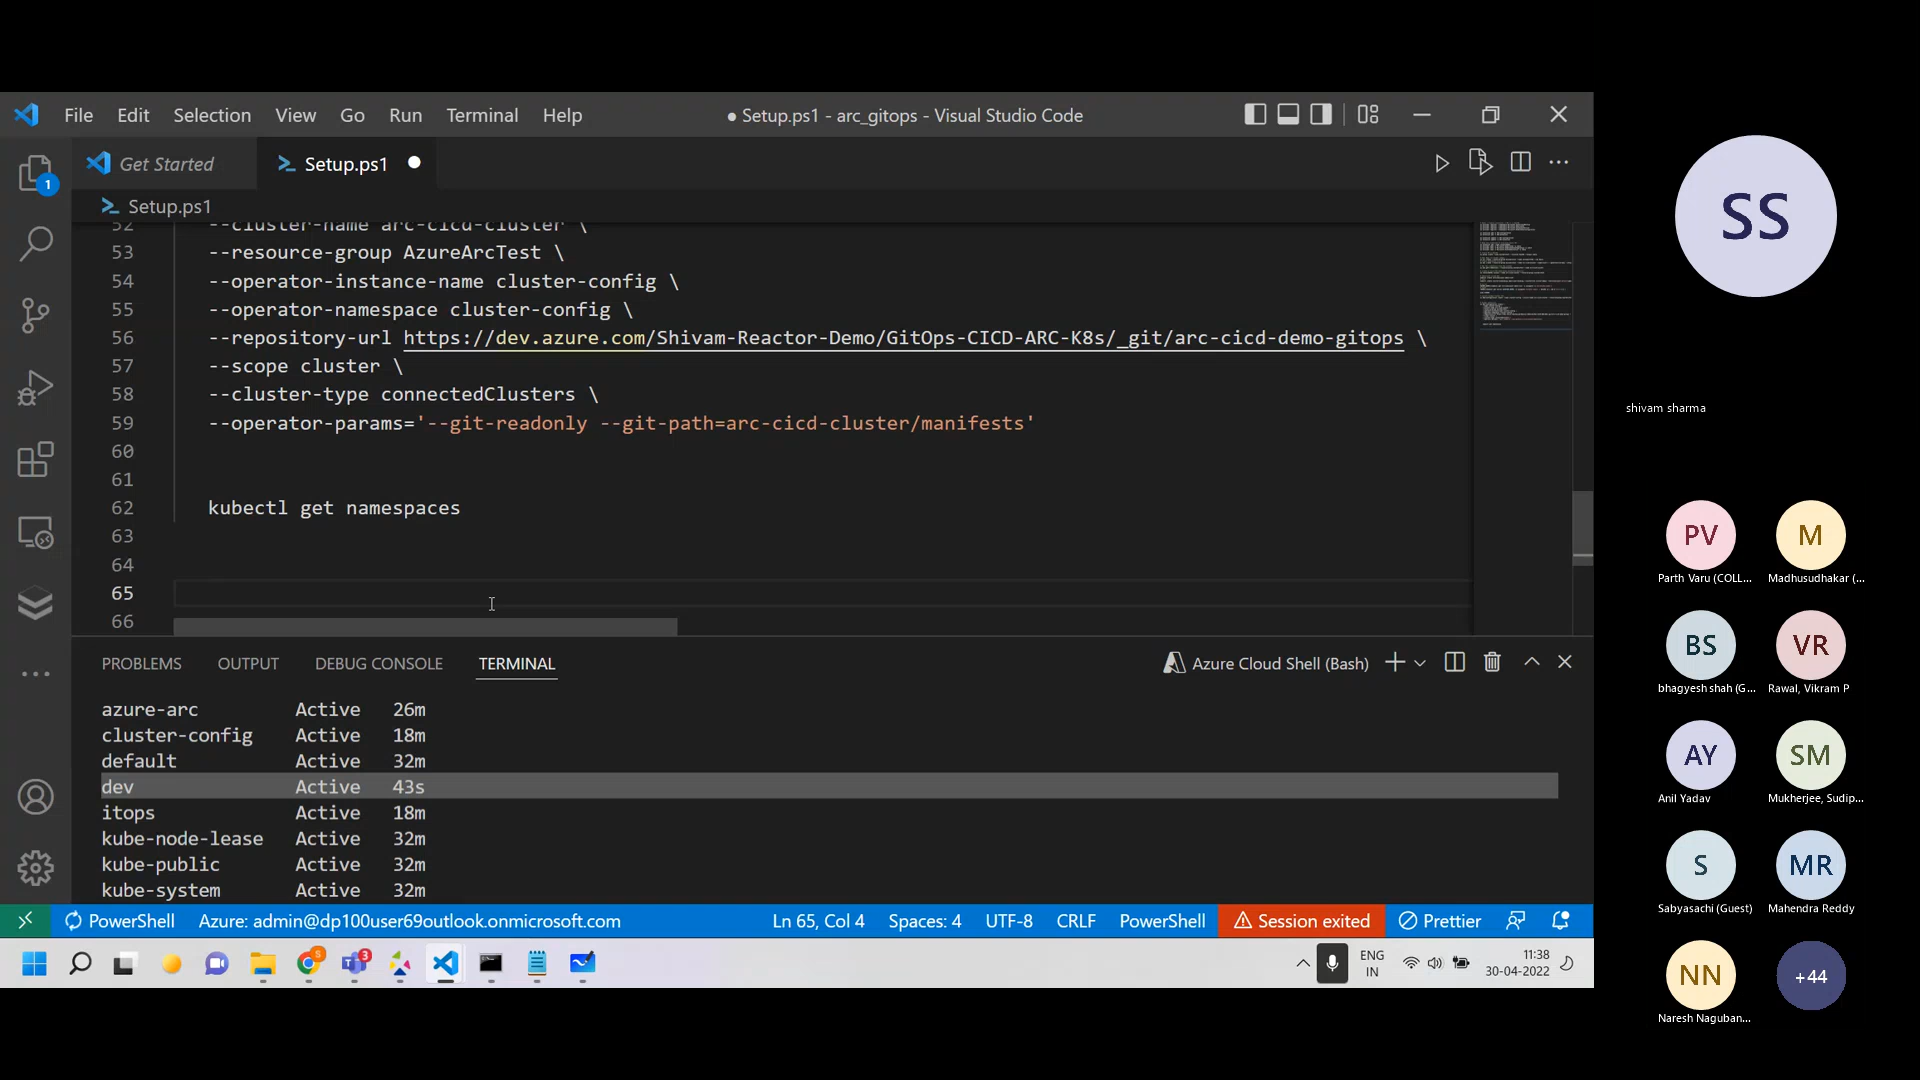 File Edit Selection View Go Run Terminal Help
● Setup.ps1 - arc_gitops - Visual Studio Code
Get Started
Setup.ps1
Setup.ps1
52 --cluster-name arc-cicd-cluster \
53 --resource-group AzureArcTest \
54 --operator-instance-name cluster-config \
55 --operator-namespace cluster-config \
56 --repository-url https://dev.azure.com/Shivam-Reactor-Demo/GitOps-CICD-ARC-K8s/_git/arc-cicd-demo-gitops \
57 --scope cluster \
58 --cluster-type connectedClusters \
59 --operator-params='--git-readonly --git-path=arc-cicd-cluster/manifests'
60
61
62 kubectl get namespaces
63
64
65
66
1
PROBLEMS OUTPUT DEBUG CONSOLE TERMINAL
Azure Cloud Shell (Bash)
azure-arc Active 26m
cluster-config Active 18m
default Active 32m
dev Active 43s
itops Active 18m
kube-node-lease Active 32m
kube-public Active 32m
kube-system Active 32m
PowerShell Azure: admin@dp100user69outlook.onmicrosoft.com Ln 65, Col 4 Spaces: 4 UTF-8 CRLF PowerShell Session exited Prettier
S
3
ENG
IN
11:38
30-04-2022
SS
shivam sharma
PV M
Parth Varu (COLL... Madhusudhakar (...
BS VR
bhagyesh shah (G... Rawal, Vikram P
AY SM
Anil Yadav Mukherjee, Sudip...
S MR
Sabyasachi (Guest) Mahendra Reddy
NN +44
Naresh Naguban...